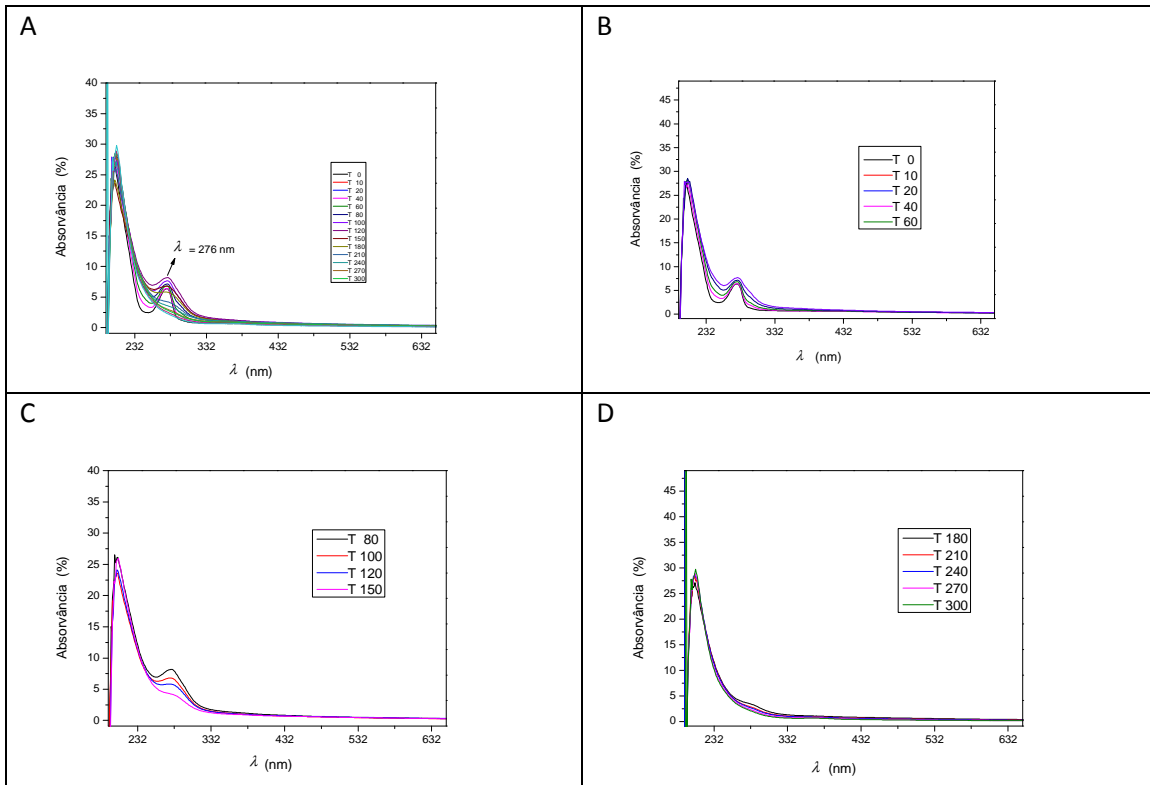 A
Absorvância (%)
40
35
30
25
20
15
10
5
0
T 0
T 10
T 20
T 40
T 60
T 80
T 100
T 120
T 150
T 180
T 210
T 240
T 270
T 300
λ = 276 nm
232 332 432 532 632
λ (nm)
B
Absorvância (%)
45
40
35
30
25
20
15
10
5
0
T 0
T 10
T 20
T 40
T 60
232 332 432 532 632
λ (nm)
C
Absorvância (%)
40
35
30
25
20
15
10
5
0
T 80
T 100
T 120
T 150
232 332 432 532 632
λ (nm)
D
Absorvância (%)
45
40
35
30
25
20
15
10
5
0
T 180
T 210
T 240
T 270
T 300
232 332 432 532 632
λ (nm)